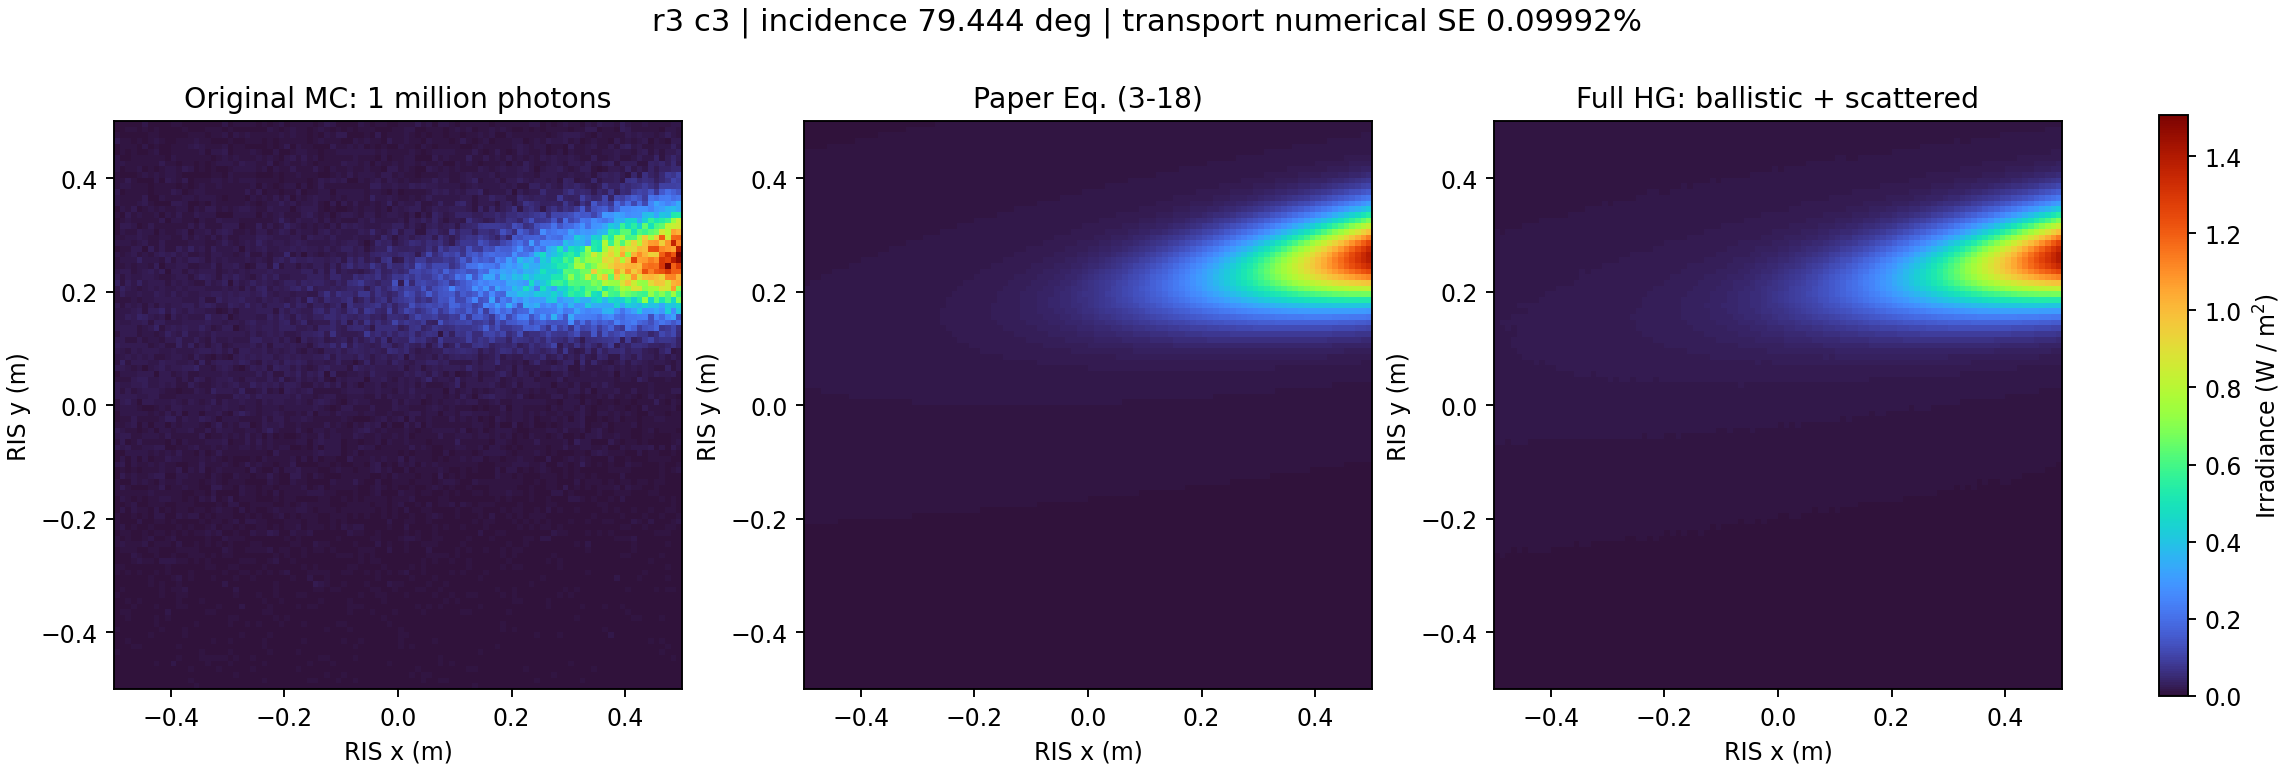 r3 c3 | incidence 79.444 deg | transport numerical SE 0.09992%
Original MC: 1 million photons
Paper Eq. (3-18)
Full HG: ballistic + scattered
RIS y (m)
0.4
0.2
0.0
−0.2
−0.4
−0.4 −0.2 0.0 0.2 0.4
RIS x (m)
RIS y (m)
0.4
0.2
0.0
−0.2
−0.4
−0.4 −0.2 0.0 0.2 0.4
RIS x (m)
RIS y (m)
0.4
0.2
0.0
−0.2
−0.4
−0.4 −0.2 0.0 0.2 0.4
RIS x (m)
1.4
1.2
1.0
0.8
0.6
0.4
0.2
0.0
Irradiance (W / m²)